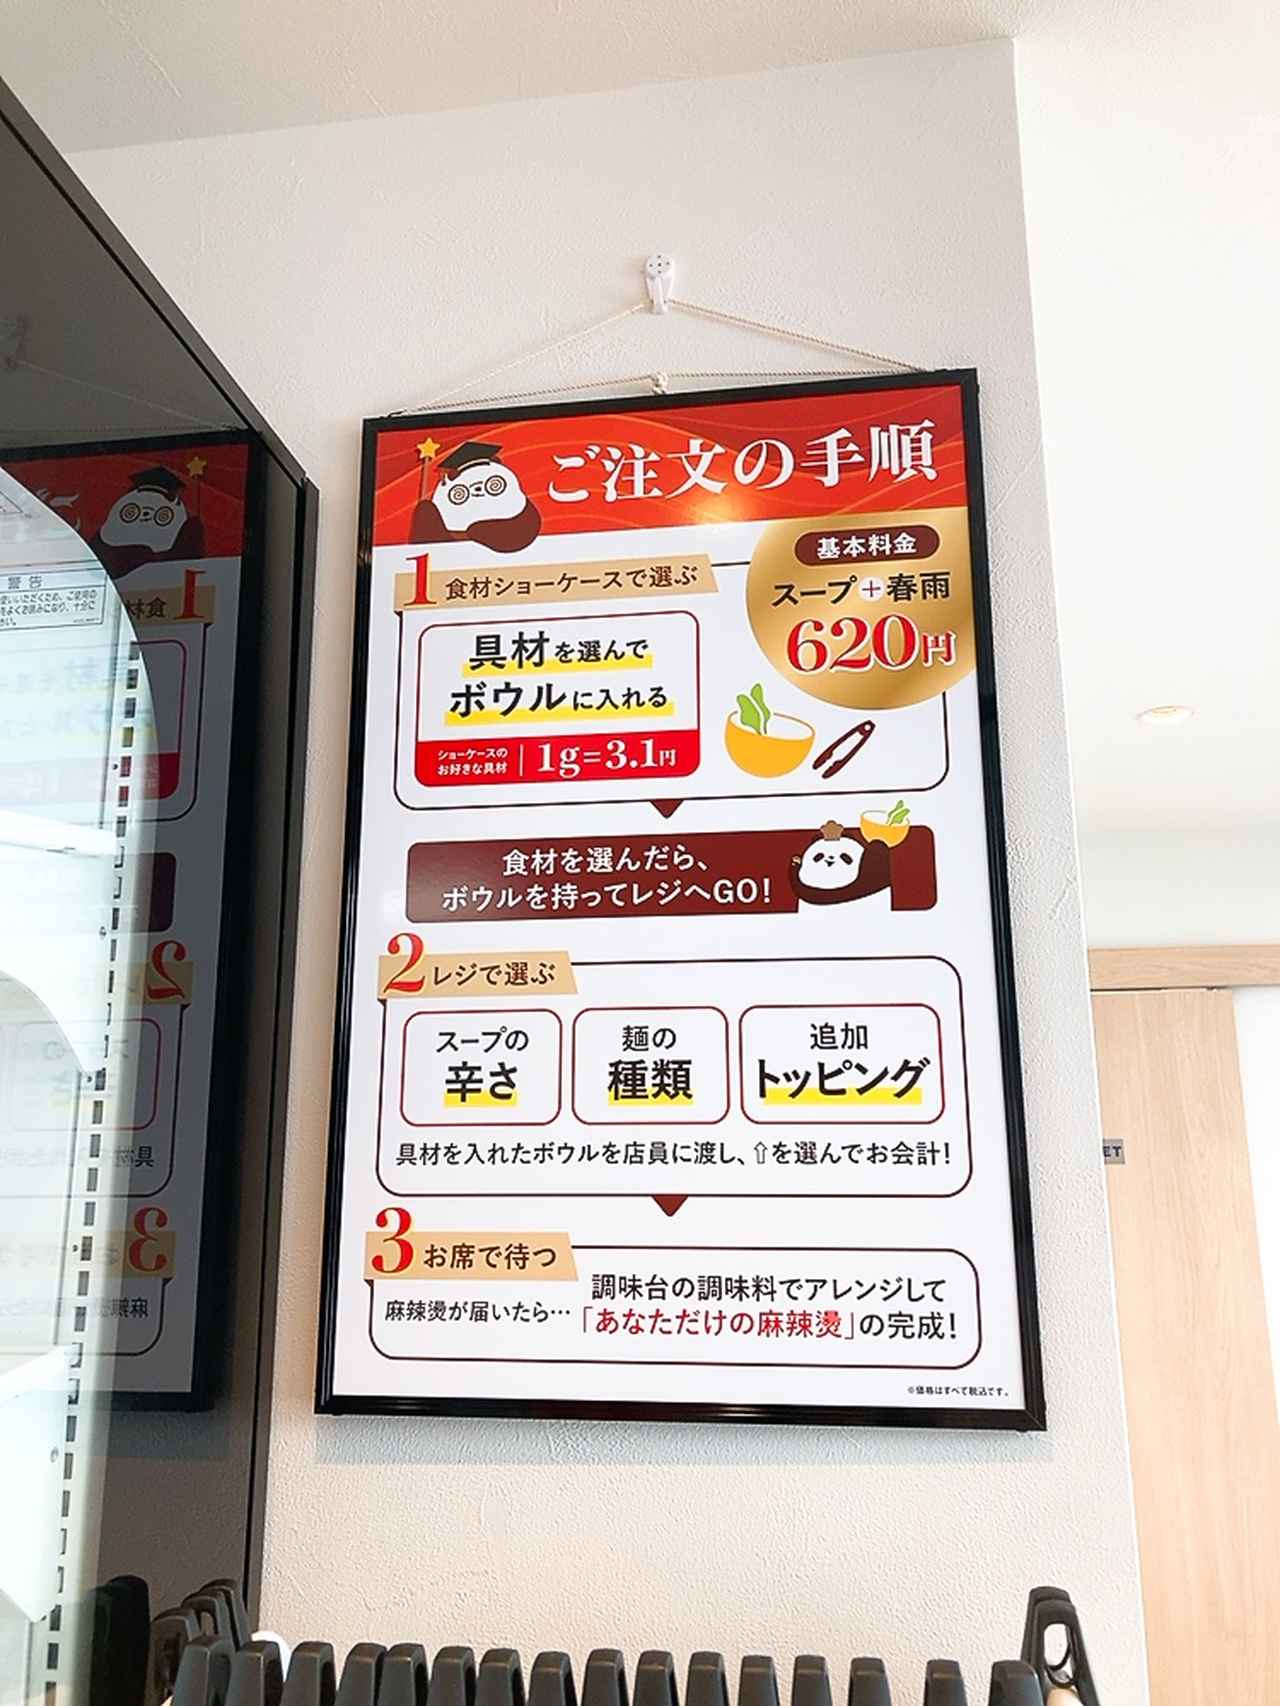 ご注文の手順
基本料金
スープ+春雨
620円
1 食材ショーケースで選ぶ
具材を選んで
ボウルに入れる
ショーケースの
お好きな具材
1g=3.1円
食材を選んだら、
ボウルを持ってレジへGO!
2 レジで選ぶ
スープの
辛さ
麺の
種類
追加
トッピング
具材を入れたボウルを店員に渡し、⇧を選んでお会計!
3 お席で待つ
麻辣燙が届いたら…
調味台の調味料でアレンジして
「あなただけの麻辣燙」の完成!
※価格はすべて税込です。
警告